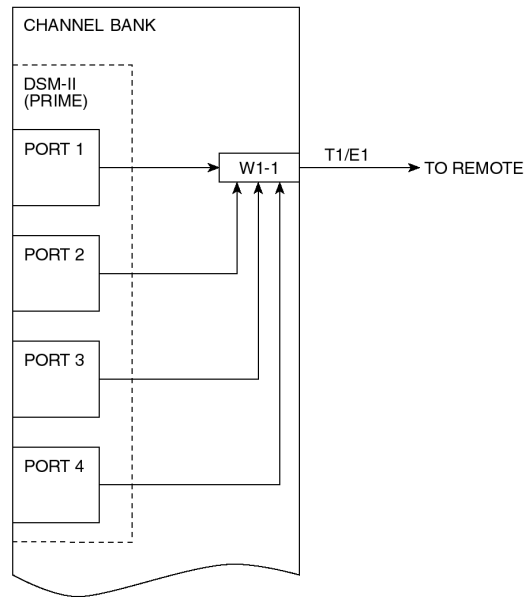 CHANNEL BANK
DSM-II
(PRIME)
PORT 1
W1-1
T1/E1
TO REMOTE
PORT 2
PORT 3
PORT 4